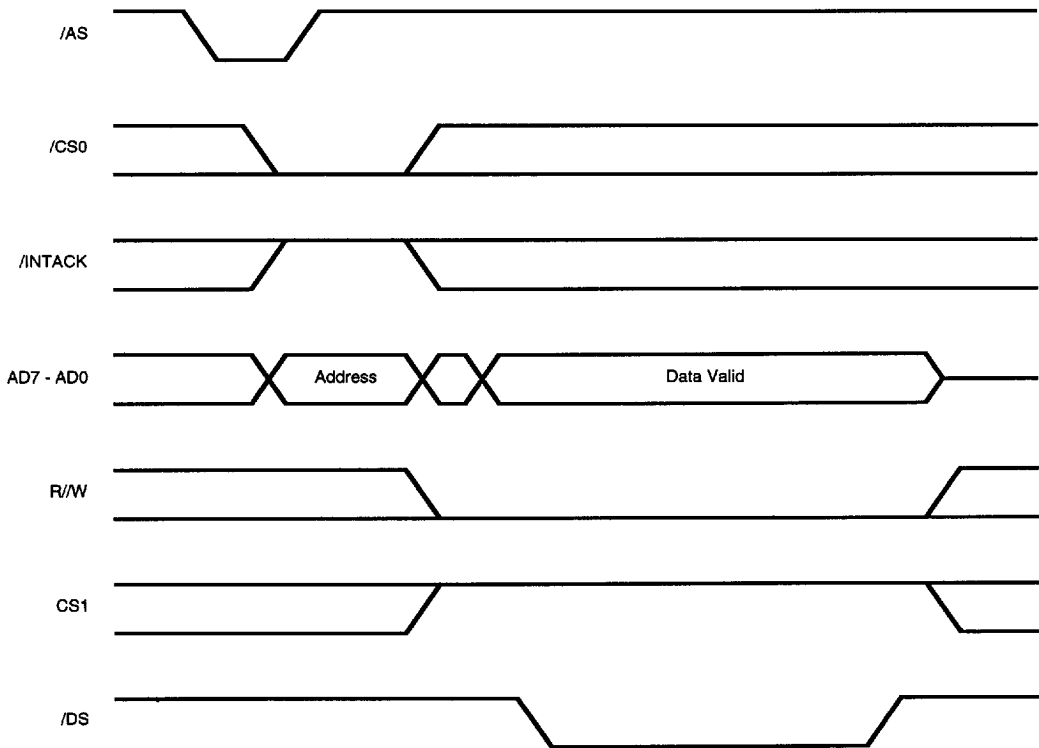 /AS
/CS0
/INTACK
AD7 - AD0
Address
Data Valid
R//W
CS1
/DS